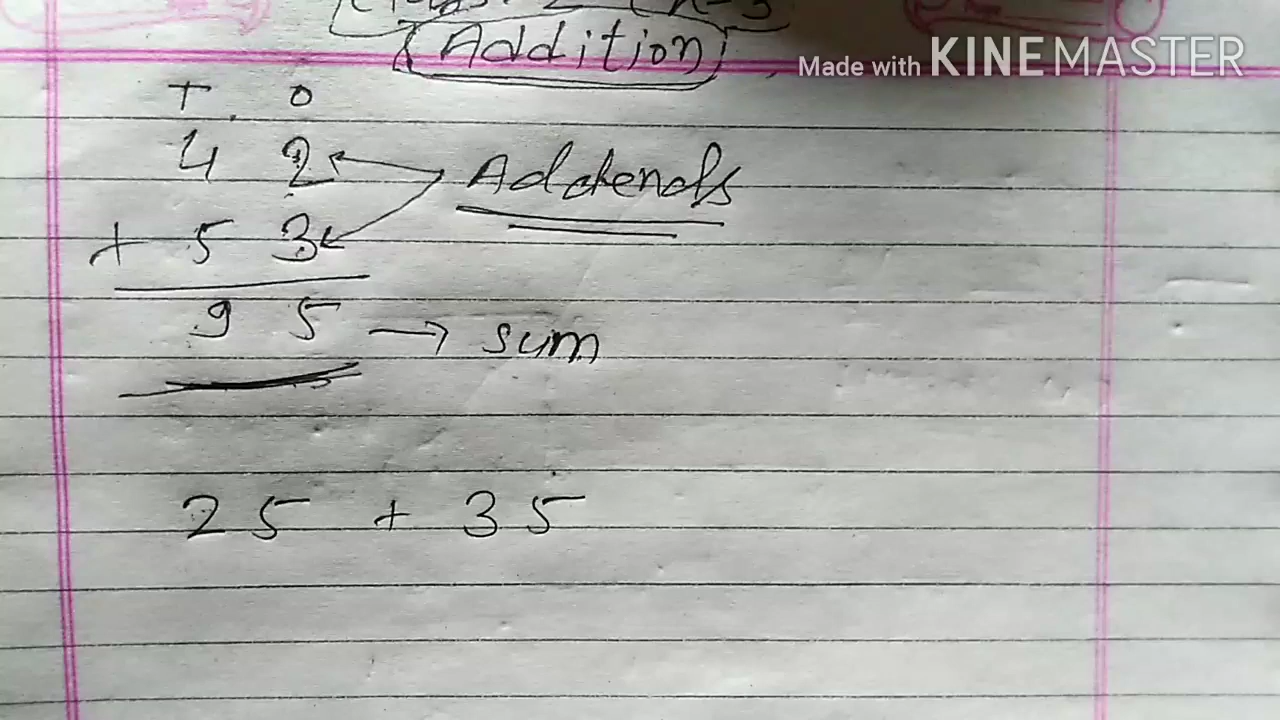 Addition
Made with KINEMASTER
T O
4 2
Addends
+ 5 3
9 5 → sum
25 + 35